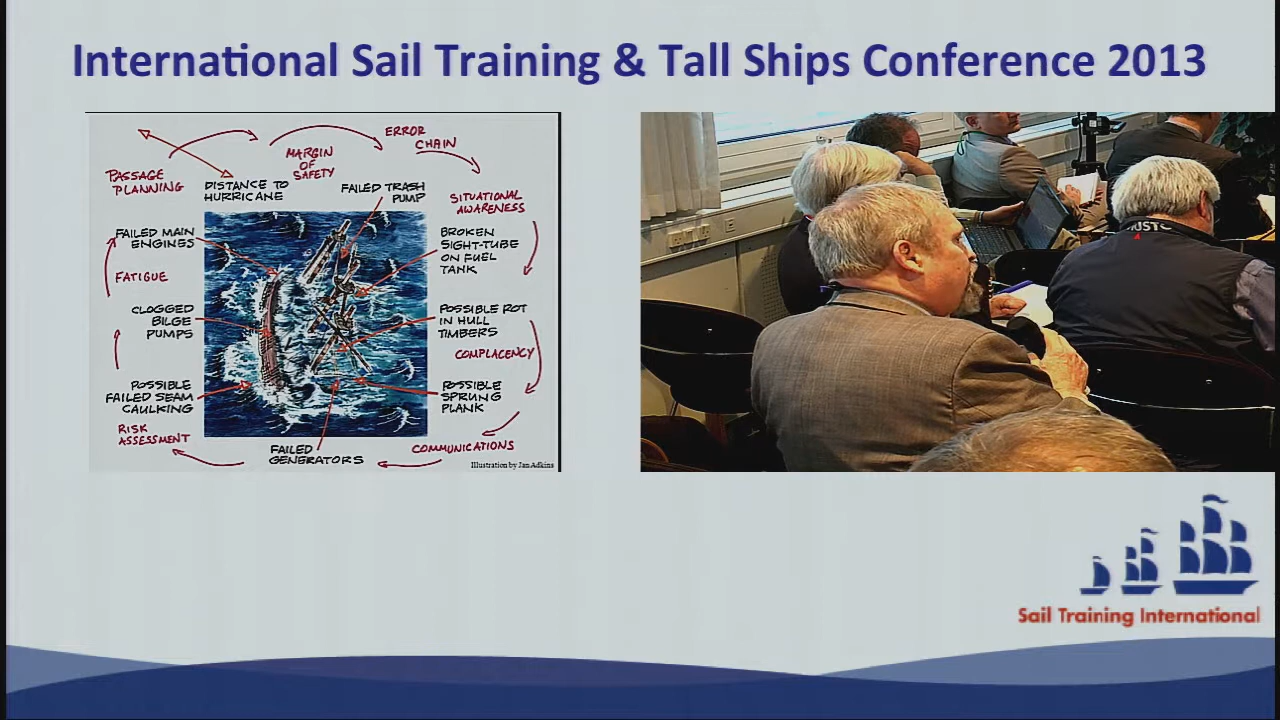 International Sail Training & Tall Ships Conference 2013
ERROR
CHAIN
MARGIN
OF
SAFETY
PASSAGE
PLANNING
DISTANCE TO
HURRICANE
FAILED TRASH
PUMP
SITUATIONAL
AWARENESS
FAILED MAIN
ENGINES
BROKEN
SIGHT-TUBE
ON FUEL
TANK
FATIGUE
CLOGGED
BILGE
PUMPS
POSSIBLE ROT
IN HULL
TIMBERS
COMPLACENCY
POSSIBLE
FAILED SEAM
CAULKING
POSSIBLE
SPRUNG
PLANK
RISK
ASSESSMENT
FAILED
GENERATORS
COMMUNICATIONS
Illustration by Jan Adkins
Sail Training International